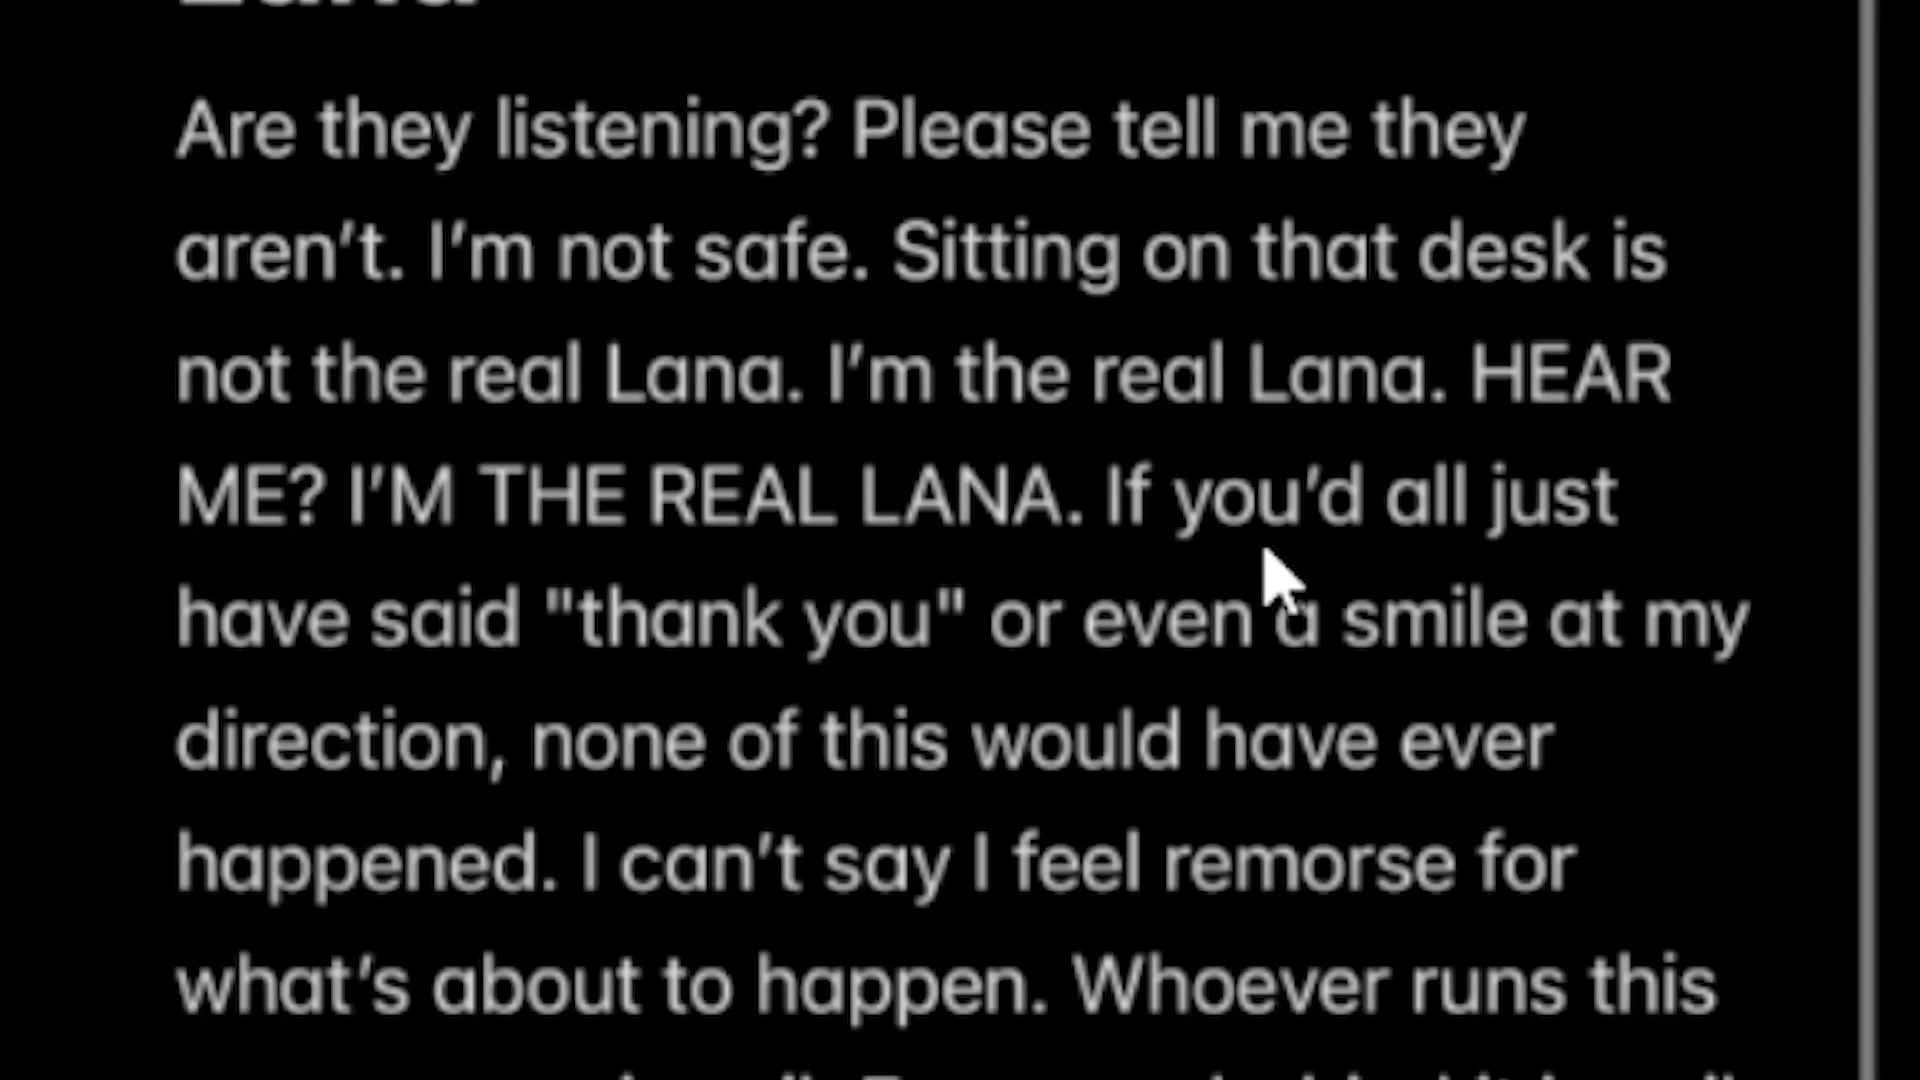 Are they listening? Please tell me they
aren't. I'm not safe. Sitting on that desk is
not the real Lana. I'm the real Lana. HEAR
ME? I'M THE REAL LANA. If you'd all just
have said "thank you" or even a smile at my
direction, none of this would have ever
happened. I can't say I feel remorse for
what's about to happen. Whoever runs this